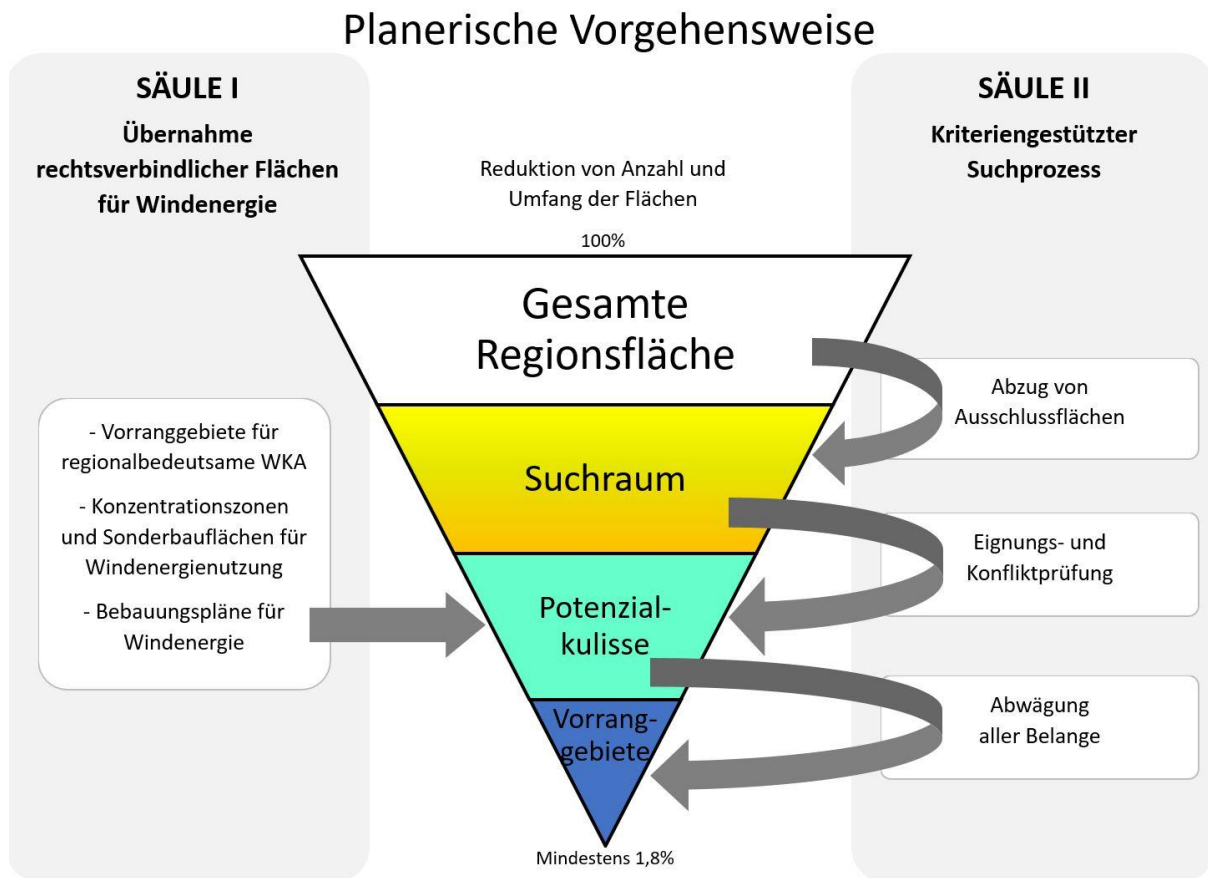 Planerische Vorgehensweise
SÄULE I
Übernahme
rechtsverbindlicher Flächen
für Windenergie
- Vorranggebiete für
regionalbedeutsame WKA
- Konzentrationszonen
und Sonderbauflächen für
Windenergienutzung
- Bebauungspläne für
Windenergie
Reduktion von Anzahl und
Umfang der Flächen
100%
Gesamte
Regionsfläche
Suchraum
Potenzial-
kulisse
Vorrang-
gebiete
Mindestens 1,8%
SÄULE II
Kriteriengestützter
Suchprozess
Abzug von
Ausschlussflächen
Eignungs- und
Konfliktprüfung
Abwägung
aller Belange